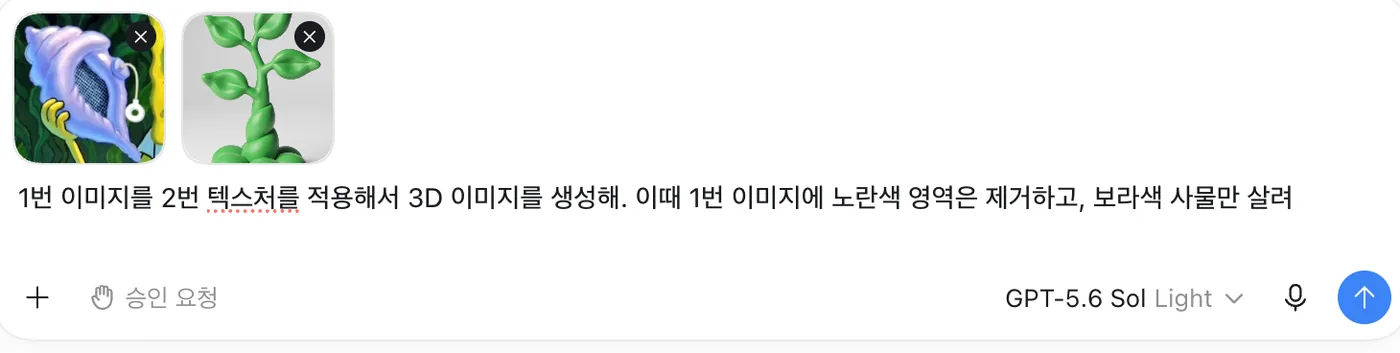 1번 이미지를 2번 텍스처를 적용해서 3D 이미지를 생성해. 이때 1번 이미지에 노란색 영역은 제거하고, 보라색 사물만 살려
승인 요청
GPT-5.6 Sol Light